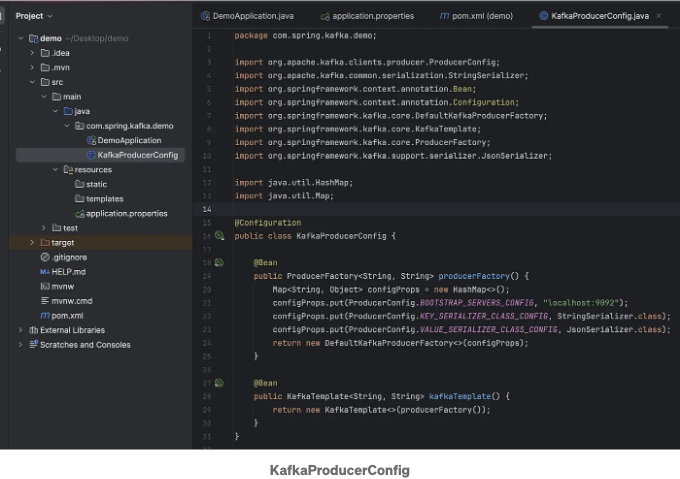 Project
DemoApplication.java
application.properties
pom.xml (demo)
KafkaProducerConfig.java
demo ~/Desktop/demo
.idea
.mvn
src
main
java
com.spring.kafka.demo
DemoApplication
KafkaProducerConfig
resources
static
templates
application.properties
test
target
.gitignore
M↓ HELP.md
mvnw
mvnw.cmd
m pom.xml
External Libraries
Scratches and Consoles
1 package com.spring.kafka.demo;
2
3 import org.apache.kafka.clients.producer.ProducerConfig;
4 import org.apache.kafka.common.serialization.StringSerializer;
5 import org.springframework.context.annotation.Bean;
6 import org.springframework.context.annotation.Configuration;
7 import org.springframework.kafka.core.DefaultKafkaProducerFactory;
8 import org.springframework.kafka.core.KafkaTemplate;
9 import org.springframework.kafka.core.ProducerFactory;
10 import org.springframework.kafka.support.serializer.JsonSerializer;
11
12 import java.util.HashMap;
13 import java.util.Map;
14
15 @Configuration
16 public class KafkaProducerConfig {
17
18 @Bean
19 public ProducerFactory<String, String> producerFactory() {
20 Map<String, Object> configProps = new HashMap<>();
21 configProps.put(ProducerConfig.BOOTSTRAP_SERVERS_CONFIG, "localhost:9092");
22 configProps.put(ProducerConfig.KEY_SERIALIZER_CLASS_CONFIG, StringSerializer.class);
23 configProps.put(ProducerConfig.VALUE_SERIALIZER_CLASS_CONFIG, JsonSerializer.class);
24 return new DefaultKafkaProducerFactory<>(configProps);
25 }
26
27 @Bean
28 public KafkaTemplate<String, String> kafkaTemplate() {
29 return new KafkaTemplate<>(producerFactory());
30 }
31 }
KafkaProducerConfig